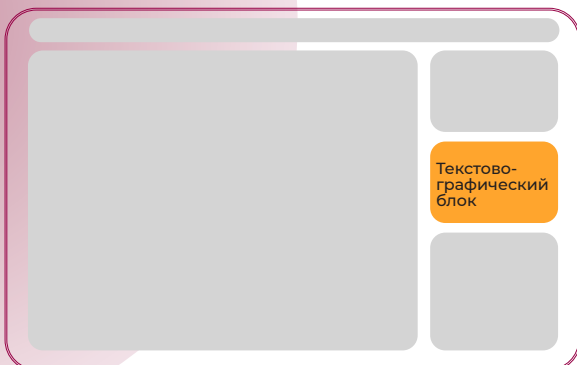 Текстово-
графический
блок